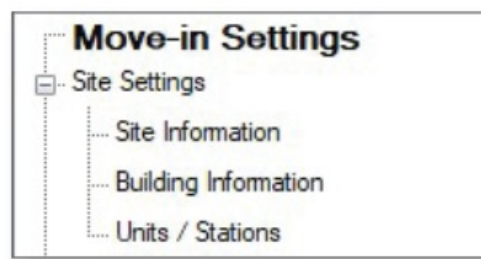 Move-in Settings
Site Settings
Site Information
Building Information
Units / Stations